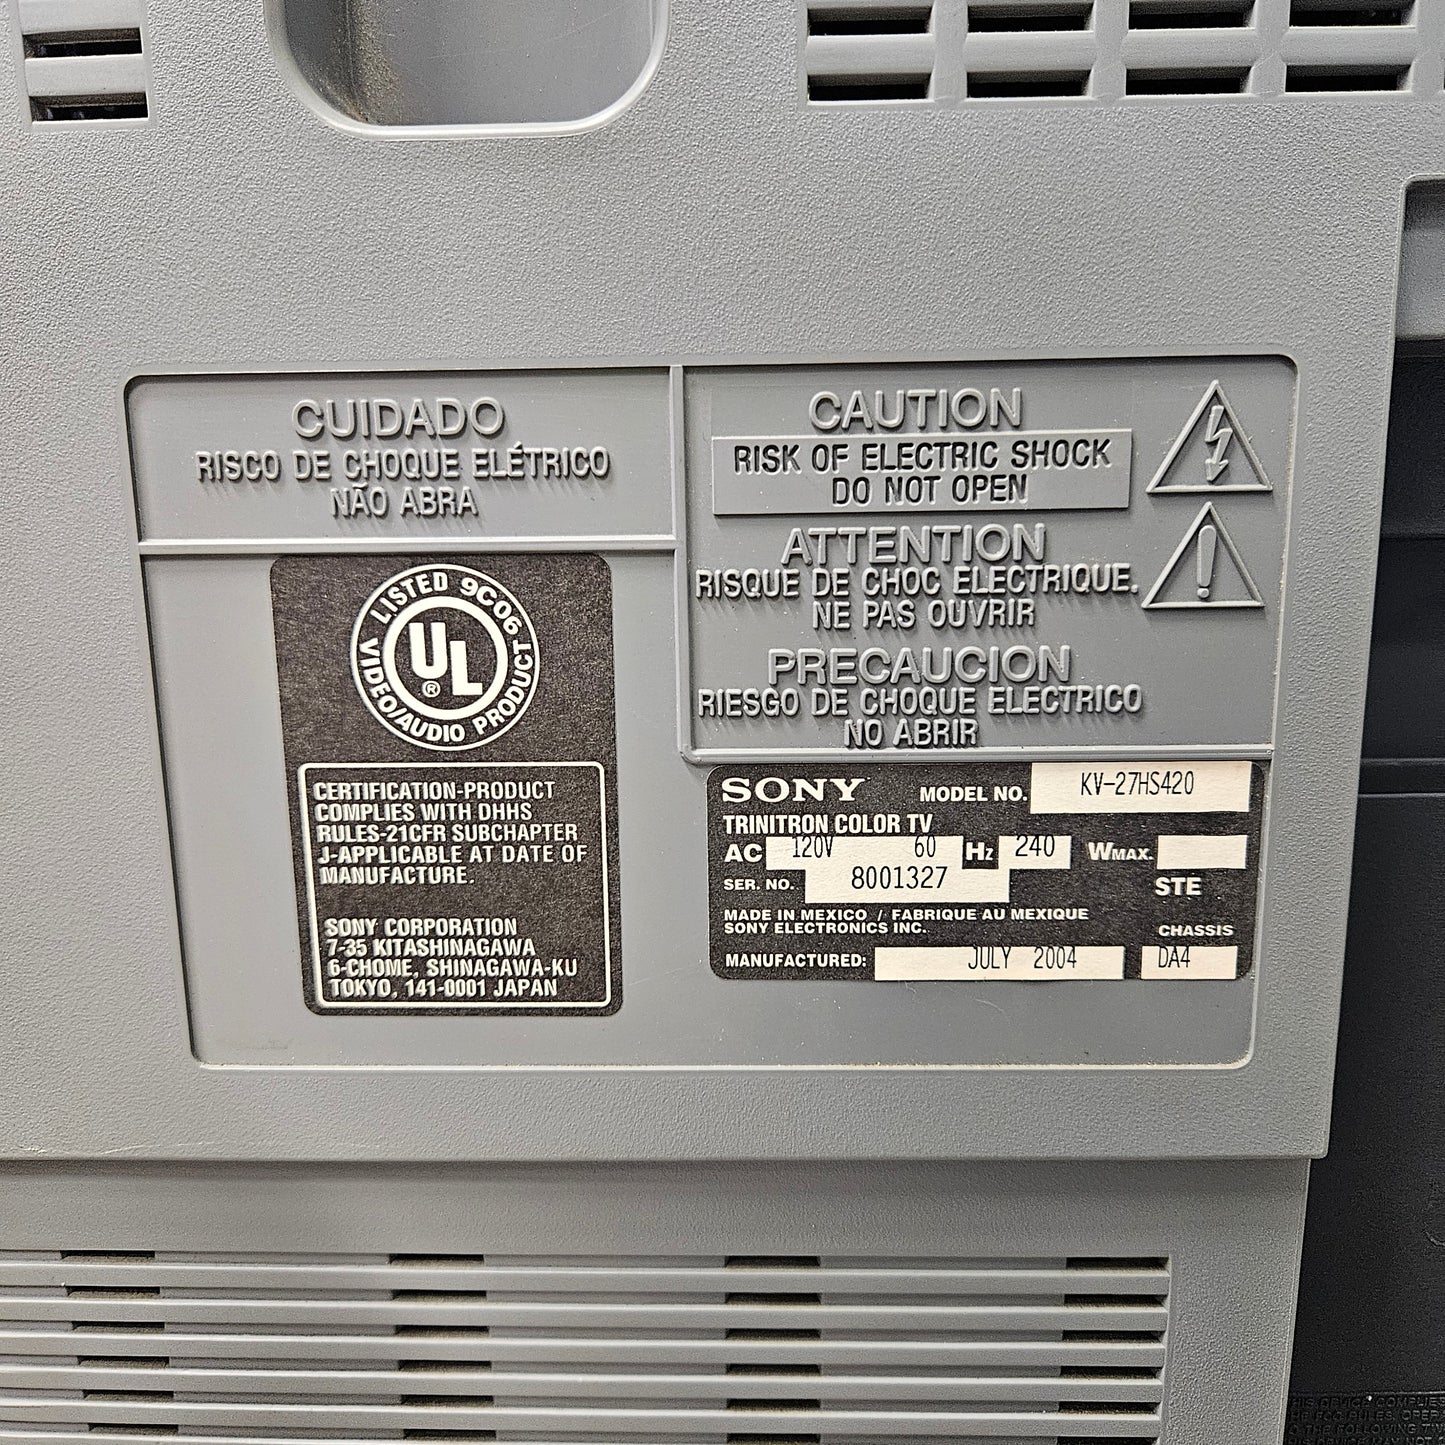 CUIDADO
RISCO DE CHOQUE ELÉTRICO
NÃO ABRA
CAUTION
RISK OF ELECTRIC SHOCK
DO NOT OPEN
ATTENTION
RISQUE DE CHOC ELECTRIQUE.
NE PAS OUVRIR
PRECAUCION
RIESGO DE CHOQUE ELECTRICO
NO ABRIR
LISTED 9C06
UL ®
VIDEO/AUDIO PRODUCT
CERTIFICATION-PRODUCT
COMPLIES WITH DHHS
RULES-21CFR SUBCHAPTER
J-APPLICABLE AT DATE OF
MANUFACTURE.
SONY CORPORATION
7-35 KITASHINAGAWA
6-CHOME, SHINAGAWA-KU
TOKYO, 141-0001 JAPAN
SONY MODEL NO. KV-27HS420
TRINITRON COLOR TV
AC 120V 60 Hz 240 WMAX.
SER. NO. 8001327 STE
MADE IN MEXICO / FABRIQUE AU MEXIQUE
SONY ELECTRONICS INC. CHASSIS
MANUFACTURED: JULY 2004 DA4